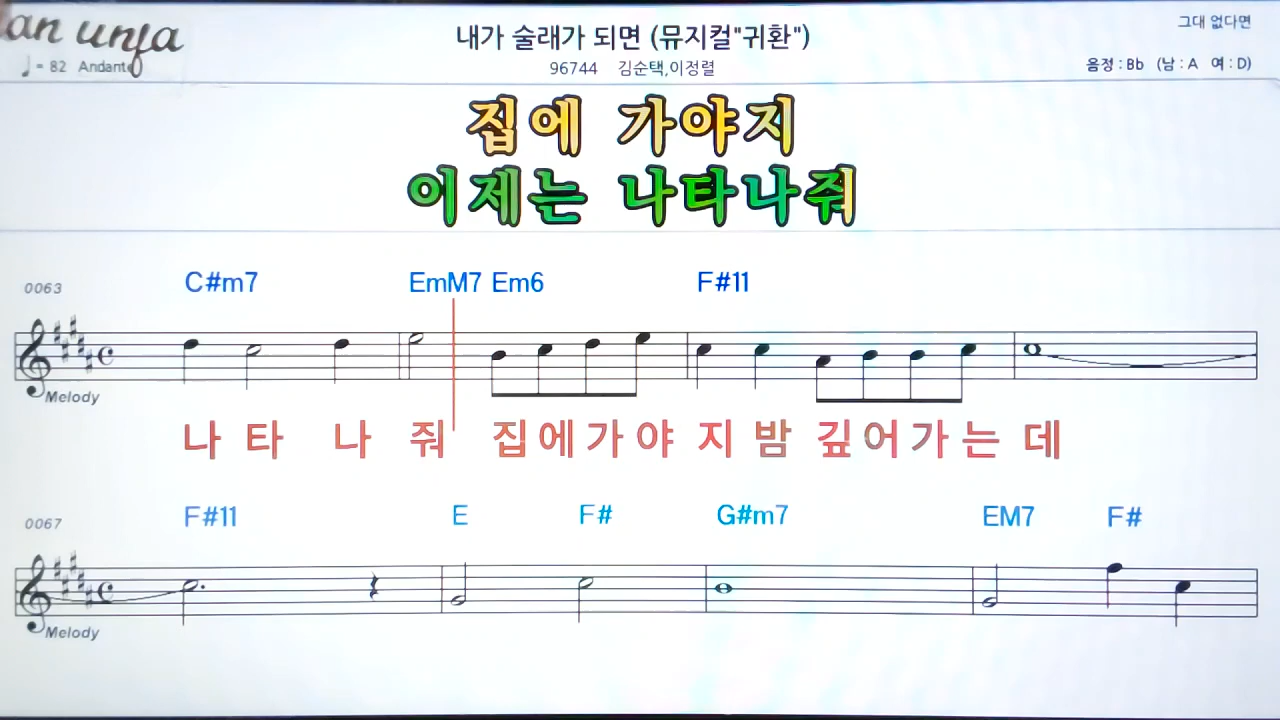 an unja
내가 술래가 되면 (뮤지컬"귀환")
그대 없다면
♩= 82 Andante
96744 김순택,이정렬
음정 : Bb (남 : A 여 : D)
집에 가야지
이제는 나타나줘
0063 C#m7 EmM7 Em6 F#11
Melody
나 타 나 줘 집에가야 지 밤 깊어가는 데
0067 F#11 E F# G#m7 EM7 F#
Melody